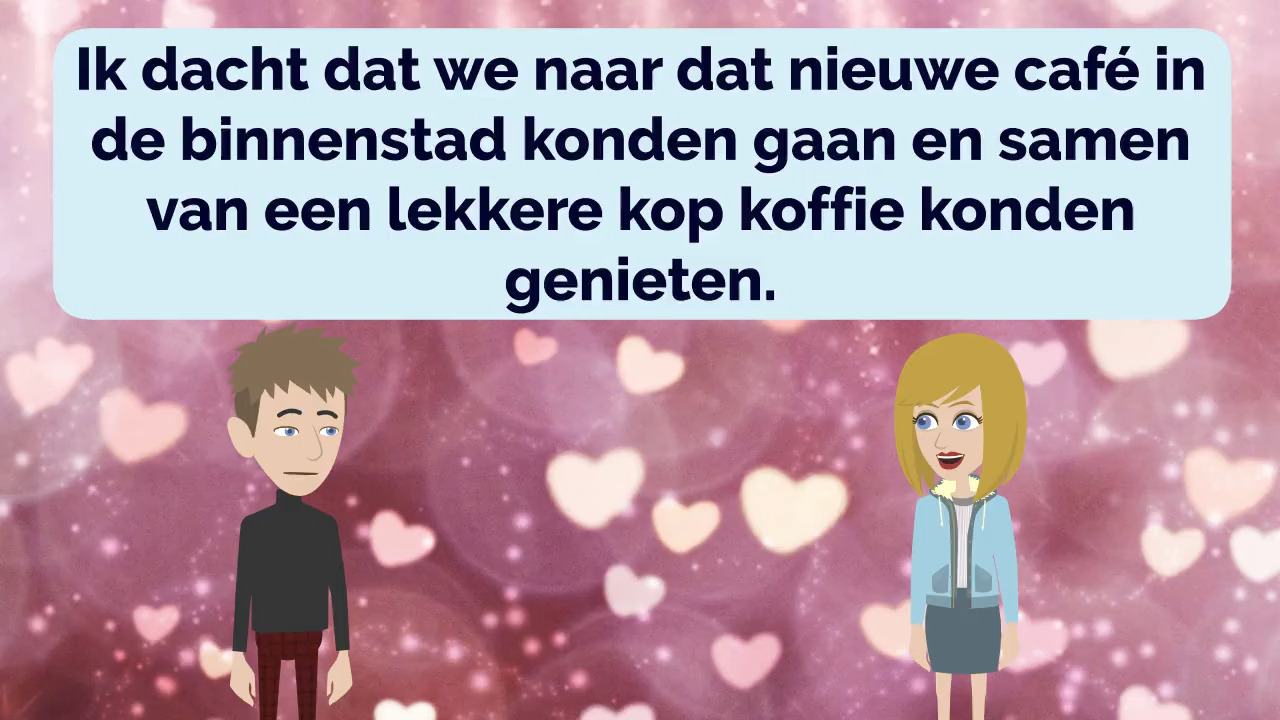 Ik dacht dat we naar dat nieuwe café in
de binnenstad konden gaan en samen
van een lekkere kop koffie konden
genieten.